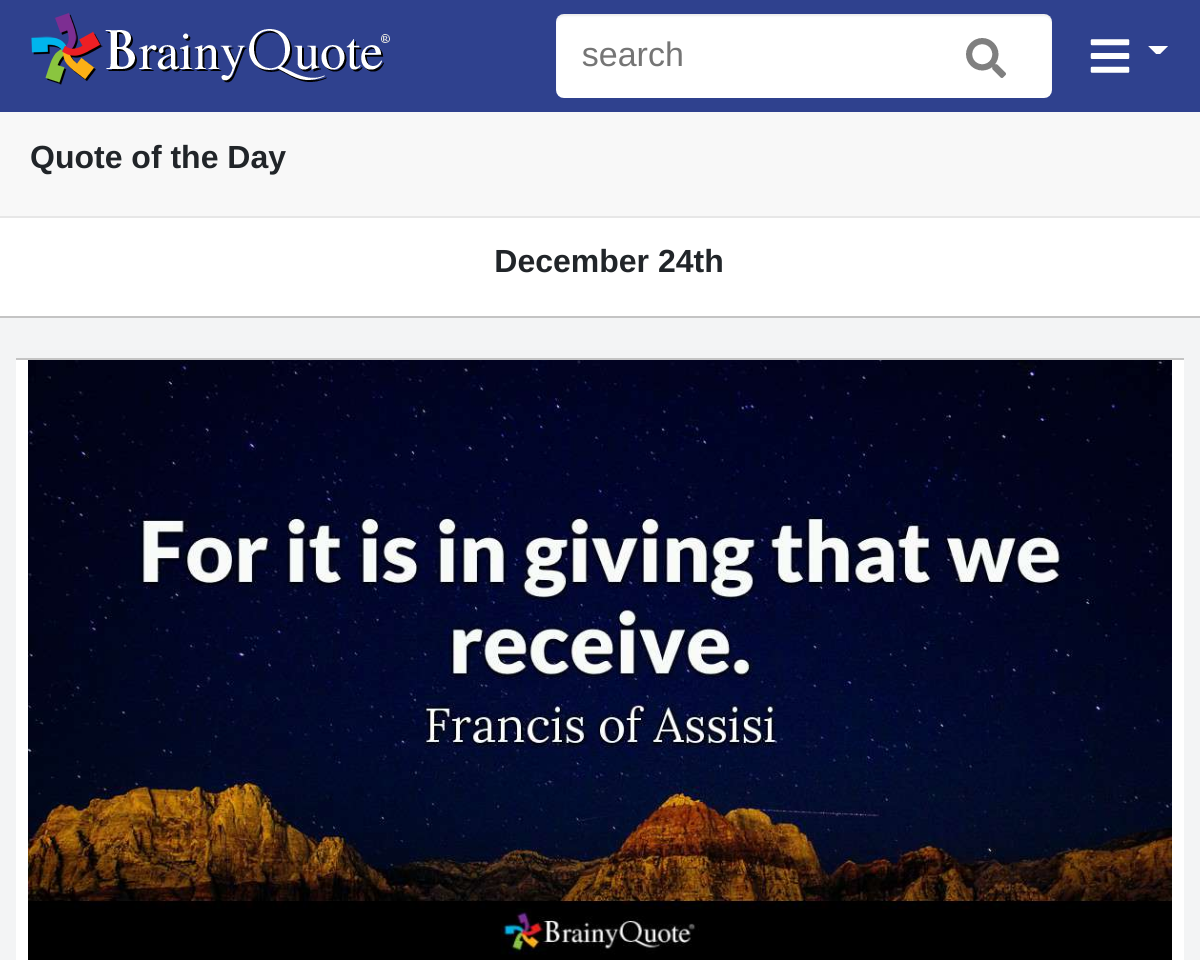 BrainyQuote®
search
Quote of the Day
December 24th
For it is in giving that we
receive.
Francis of Assisi
BrainyQuote®